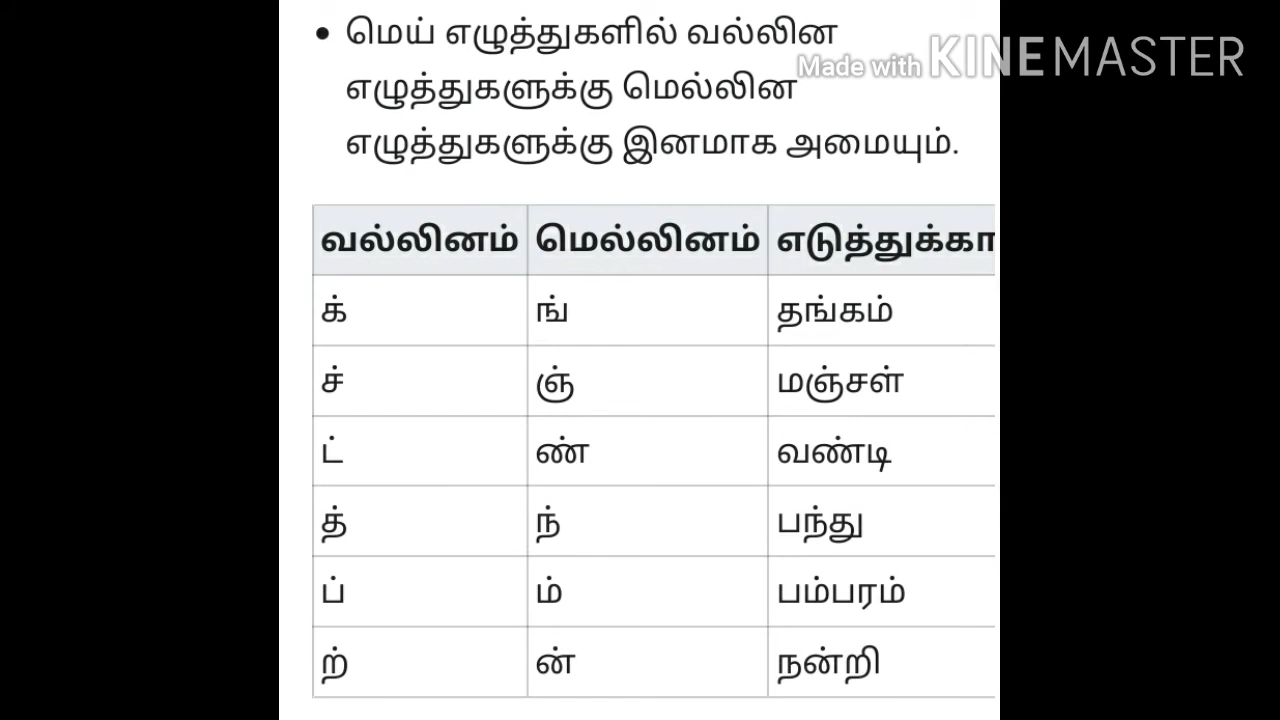 • மெய் எழுத்துகளில் வல்லின
Made with KINEMASTER
எழுத்துகளுக்கு மெல்லின
எழுத்துகளுக்கு இனமாக அமையும்.
வல்லினம் மெல்லினம் எடுத்துக்கா
க் ங் தங்கம்
ச் ஞ் மஞ்சள்
ட் ண் வண்டி
த் ந் பந்து
ப் ம் பம்பரம்
ற் ன் நன்றி